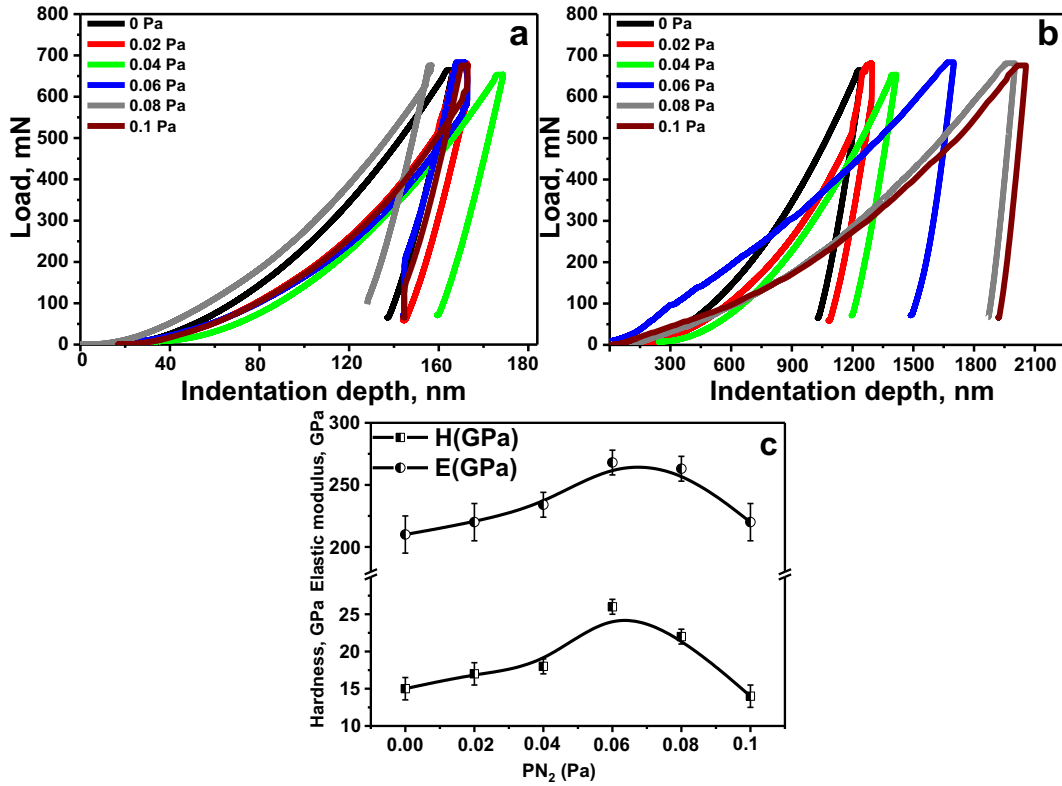 a
0 Pa
0.02 Pa
0.04 Pa
0.06 Pa
0.08 Pa
0.1 Pa
800
700
600
500
400
300
200
100
0
Load, mN
0 40 80 120 160 180
Indentation depth, nm
b
0 Pa
0.02 Pa
0.04 Pa
0.06 Pa
0.08 Pa
0.1 Pa
800
700
600
500
400
300
200
100
0
Load, mN
300 600 900 1200 1500 1800 2100
Indentation depth, nm
c
H(GPa)
E(GPa)
300
250
200
25
20
15
10
Hardness, GPa Elastic modulus, GPa
0.00 0.02 0.04 0.06 0.08 0.1
PN2 (Pa)